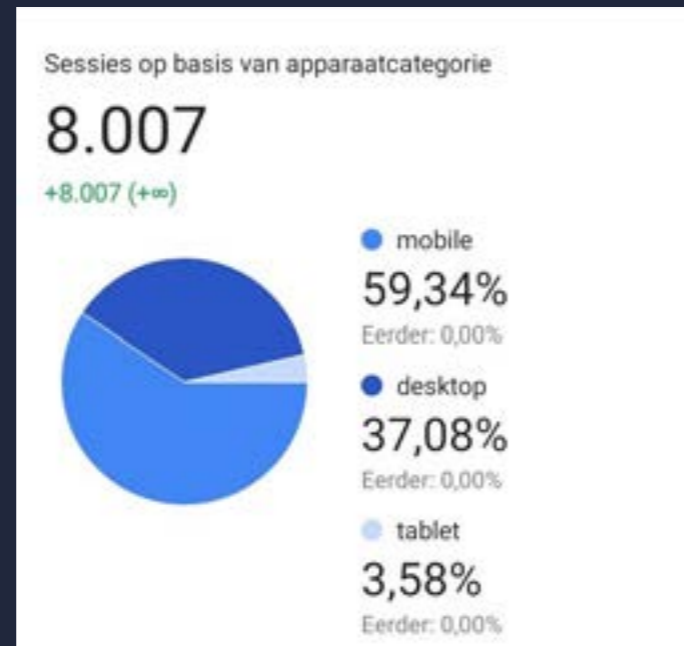 Sessies op basis van apparaatcategorie
8.007
+8.007 (+∞)
mobile
59,34%
Eerder: 0,00%
desktop
37,08%
Eerder: 0,00%
tablet
3,58%
Eerder: 0,00%